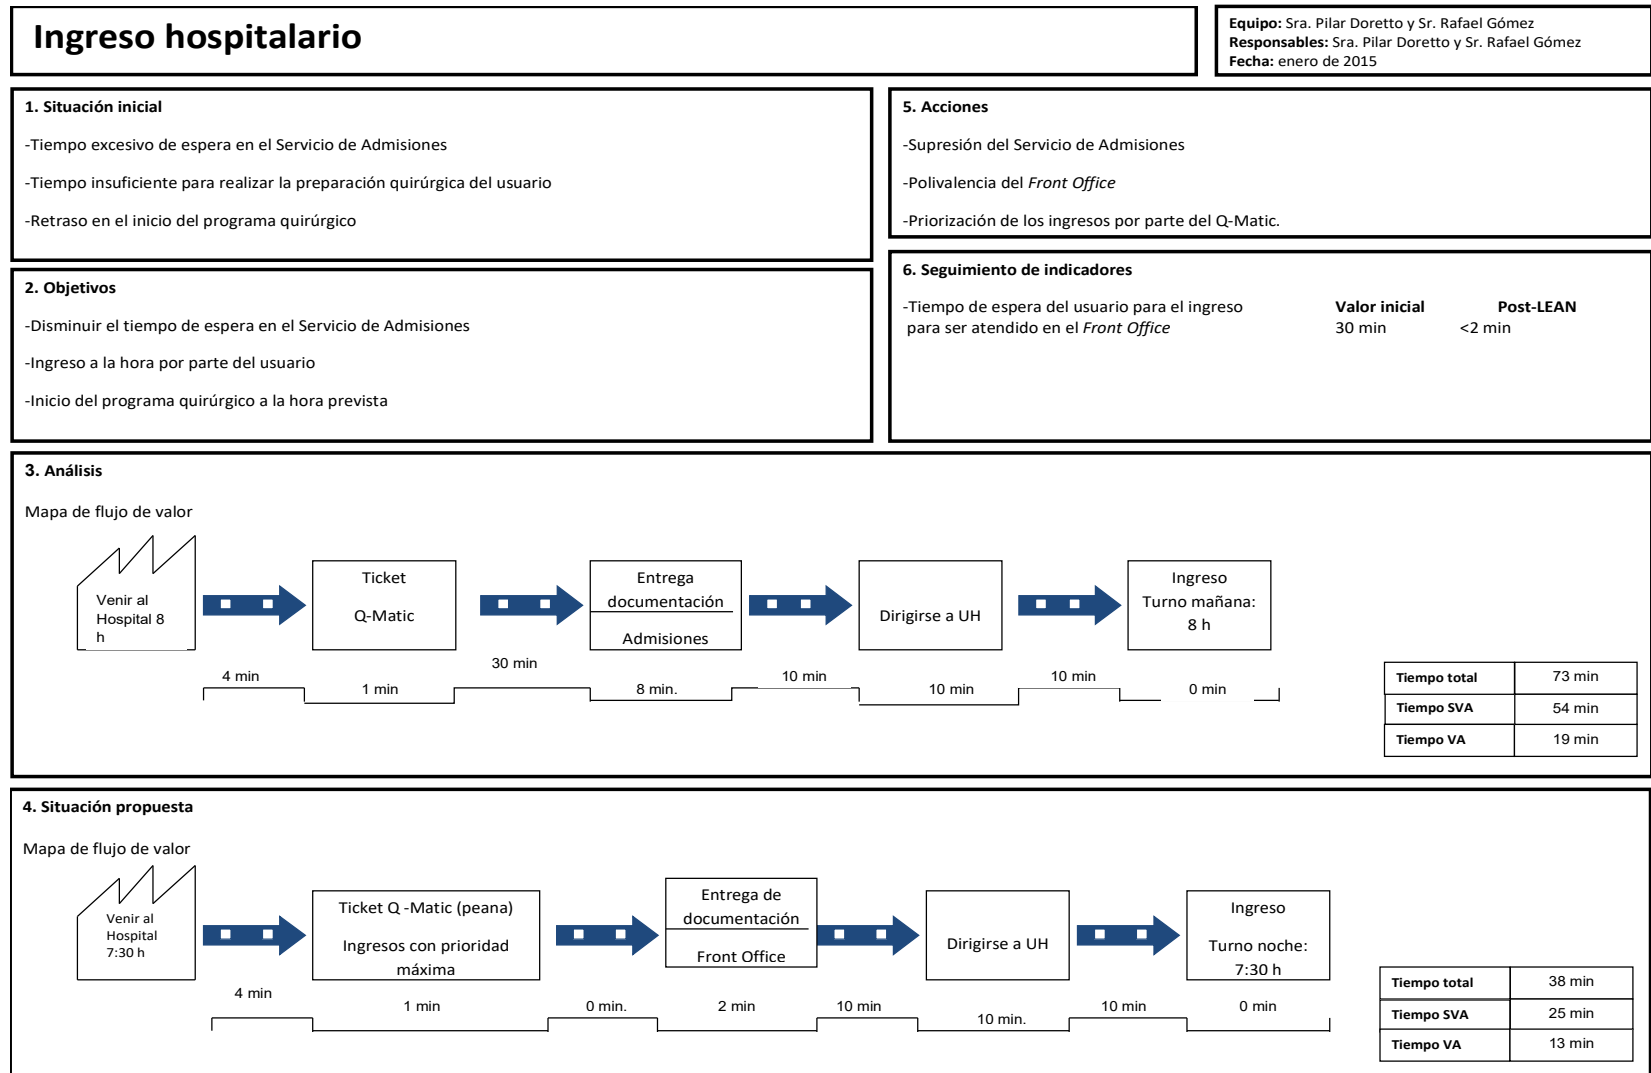 Ingreso hospitalario
Equipo: Sra. Pilar Doretto y Sr. Rafael Gómez
Responsables: Sra. Pilar Doretto y Sr. Rafael Gómez
Fecha: enero de 2015
1. Situación inicial
-Tiempo excesivo de espera en el Servicio de Admisiones
-Tiempo insuficiente para realizar la preparación quirúrgica del usuario
-Retraso en el inicio del programa quirúrgico
2. Objetivos
-Disminuir el tiempo de espera en el Servicio de Admisiones
-Ingreso a la hora por parte del usuario
-Inicio del programa quirúrgico a la hora prevista
5. Acciones
-Supresión del Servicio de Admisiones
-Polivalencia del Front Office
-Priorización de los ingresos por parte del Q-Matic.
6. Seguimiento de indicadores
-Tiempo de espera del usuario para el ingreso Valor inicial Post-LEAN
para ser atendido en el Front Office 30 min <2 min
3. Análisis
Mapa de flujo de valor
Venir al
Hospital 8
h
Ticket
Q-Matic
Entrega
documentación
Admisiones
Dirigirse a UH
Ingreso
Turno mañana:
8 h
4 min
1 min
30 min
8 min.
10 min
10 min
10 min
0 min
Tiempo total 73 min
Tiempo SVA 54 min
Tiempo VA 19 min
4. Situación propuesta
Mapa de flujo de valor
Venir al
Hospital
7:30 h
Ticket Q -Matic (peana)
Ingresos con prioridad
máxima
Entrega de
documentación
Front Office
Dirigirse a UH
Ingreso
Turno noche:
7:30 h
4 min
1 min
0 min.
2 min
10 min
10 min.
10 min
0 min
Tiempo total 38 min
Tiempo SVA 25 min
Tiempo VA 13 min